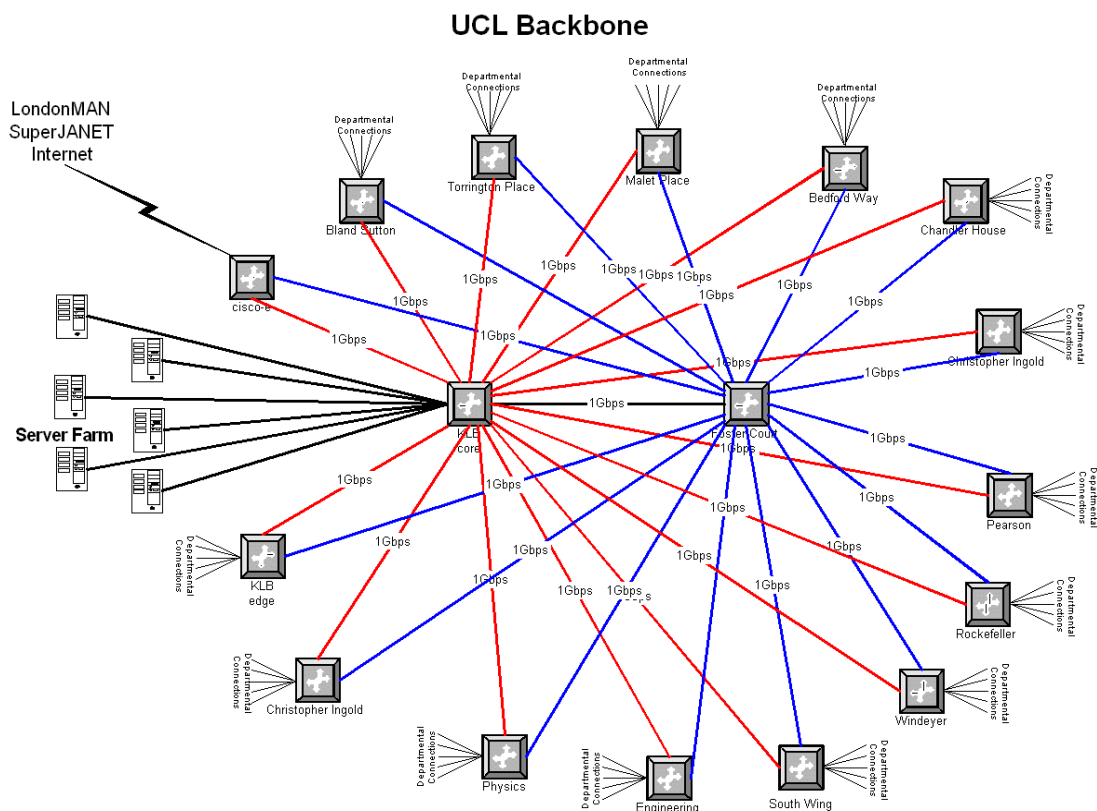 UCL Backbone
LondonMAN
SuperJANET
Internet
Departmental
Connections
Departmental
Connections
Departmental
Connections
Departmental
Connections
Departmental
Connections
Torrington Place
Malet Place
Bedford Way
Bland Sutton
Chandler House
cisco-e
1Gbps
1Gbps
1Gbps
1Gbps
1Gbps
1Gbps
1Gbps
1Gbps
1Gbps
1Gbps
1Gbps
1Gbps
Departmental
Connections
Christopher Ingold
1Gbps
1Gbps
1Gbps
KLB
core
Foster Court
Server Farm
1Gbps
1Gbps
1Gbps
1Gbps
Departmental
Connections
Pearson
Departmental
Connections
KLB
edge
1Gbps
1Gbps
1Gbps
1Gbps
1Gbps
1Gbps
1Gbps
1Gbps
1Gbps
Departmental
Connections
Rockefeller
Departmental
Connections
Christopher Ingold
Departmental
Connections
Windeyer
Departmental
Connections
Physics
Departmental
Connections
Engineering
Departmental
Connections
South Wing